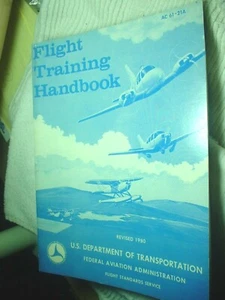 AC 61-21A
Flight
Training
Handbook
REVISED 1980
U.S. DEPARTMENT OF TRANSPORTATION
FEDERAL AVIATION ADMINISTRATION
FLIGHT STANDARDS SERVICE